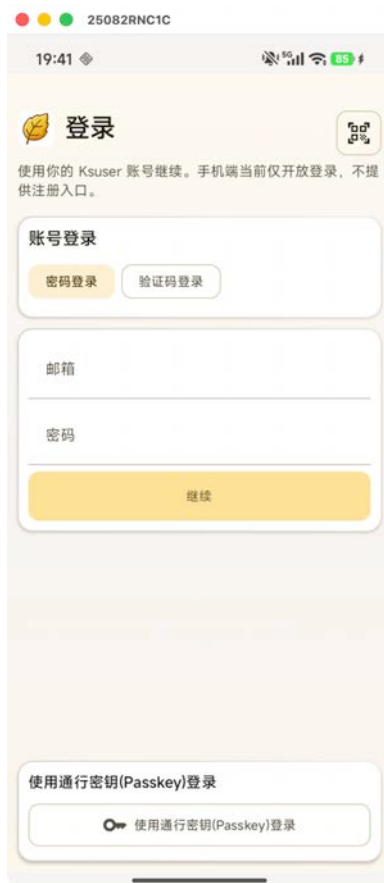 25082RNC1C
19:41
5G 85
登录
使用你的 Ksuser 账号继续。手机端当前仅开放登录，不提
供注册入口。
账号登录
密码登录 验证码登录
邮箱
密码
继续
使用通行密钥(Passkey)登录
使用通行密钥(Passkey)登录